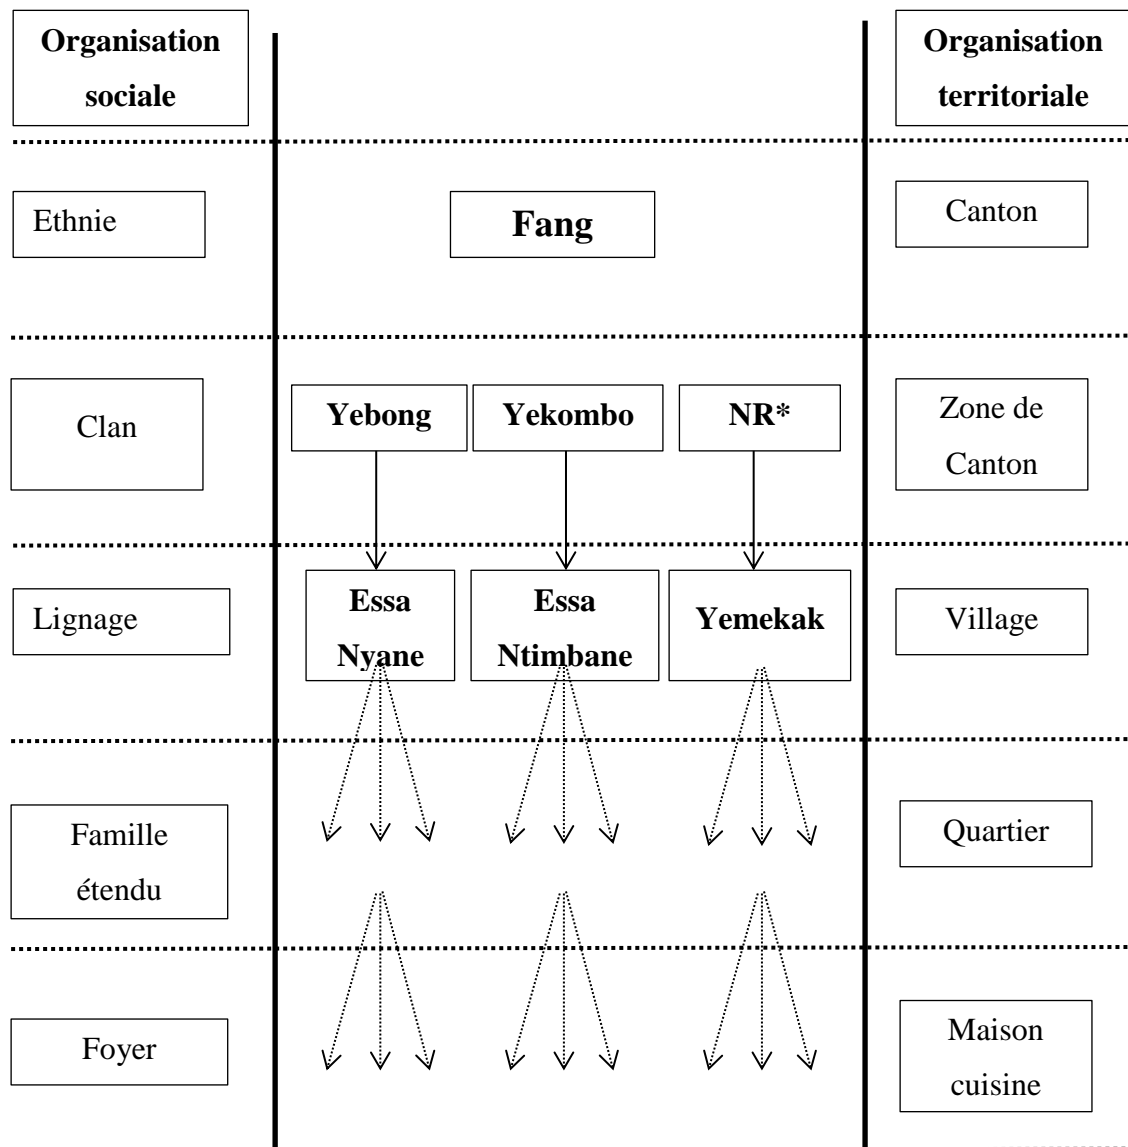 Organisation
sociale
Organisation
territoriale
Ethnie
Fang
Canton
Clan
Yebong
Yekombo
NR*
Zone de
Canton
Lignage
Essa
Nyane
Essa
Ntimbane
Yemekak
Village
Famille
étendu
Quartier
Foyer
Maison
cuisine